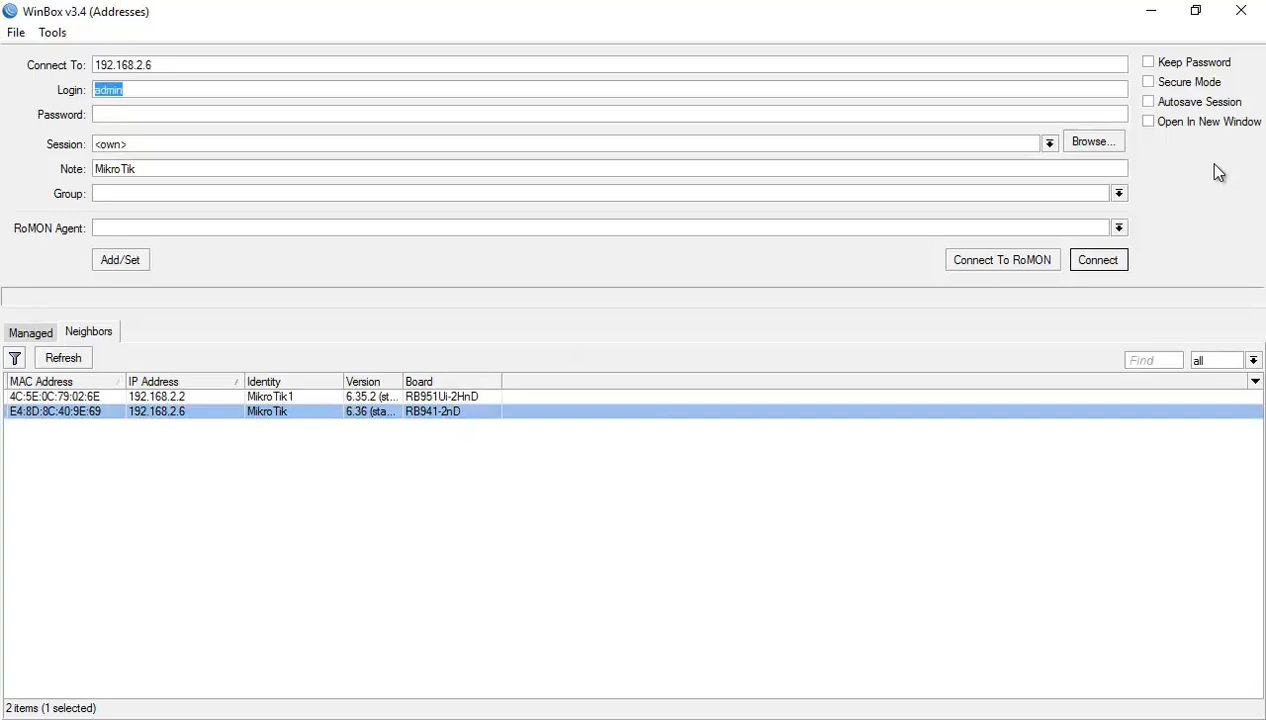 WinBox v3.4 (Addresses)
File Tools
Connect To: 192.168.2.6
Login: admin
Password:
Session: <own> Browse...
Note: MikroTik
Group:
RoMON Agent:
Add/Set Connect To RoMON Connect
Keep Password
Secure Mode
Autosave Session
Open In New Window
Managed Neighbors
Refresh Find all
MAC Address IP Address Identity Version Board
4C:5E:0C:79:02:6E 192.168.2.2 MikroTik1 6.35.2 (st... RB951Ui-2HnD
E4:8D:8C:40:9E:69 192.168.2.6 MikroTik 6.36 (sta... RB941-2nD
2 items (1 selected)